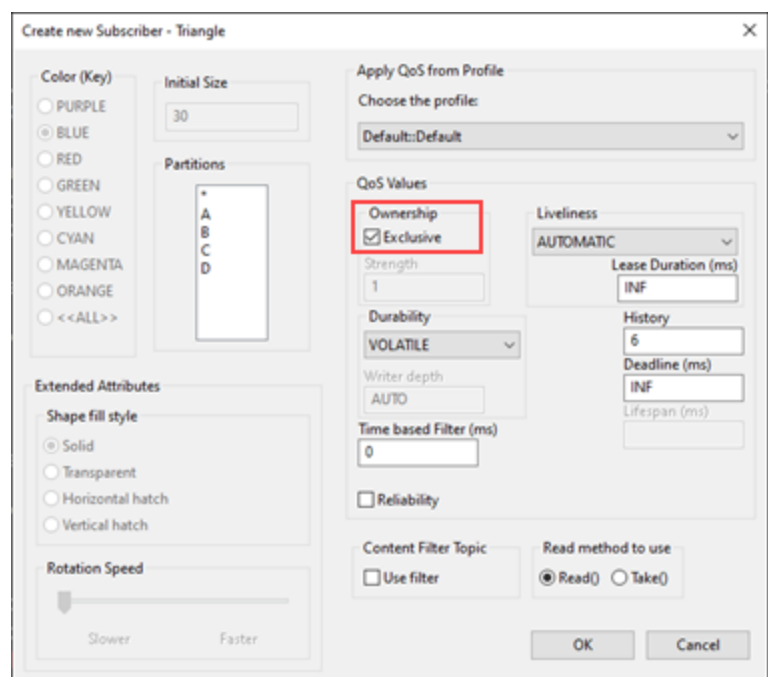 Create new Subscriber - Triangle
Color (Key)
PURPLE
BLUE
RED
GREEN
YELLOW
CYAN
MAGENTA
ORANGE
<<ALL>>
Initial Size
30
Partitions
*
A
B
C
D
Extended Attributes
Shape fill style
Solid
Transparent
Horizontal hatch
Vertical hatch
Rotation Speed
Slower Faster
Apply QoS from Profile
Choose the profile:
Default::Default
QoS Values
Ownership
Exclusive
Strength
1
Liveliness
AUTOMATIC
Lease Duration (ms)
INF
Durability
VOLATILE
Writer depth
AUTO
History
6
Deadline (ms)
INF
Lifespan (ms)
Time based Filter (ms)
0
Reliability
Content Filter Topic
Use filter
Read method to use
Read() Take()
OK Cancel